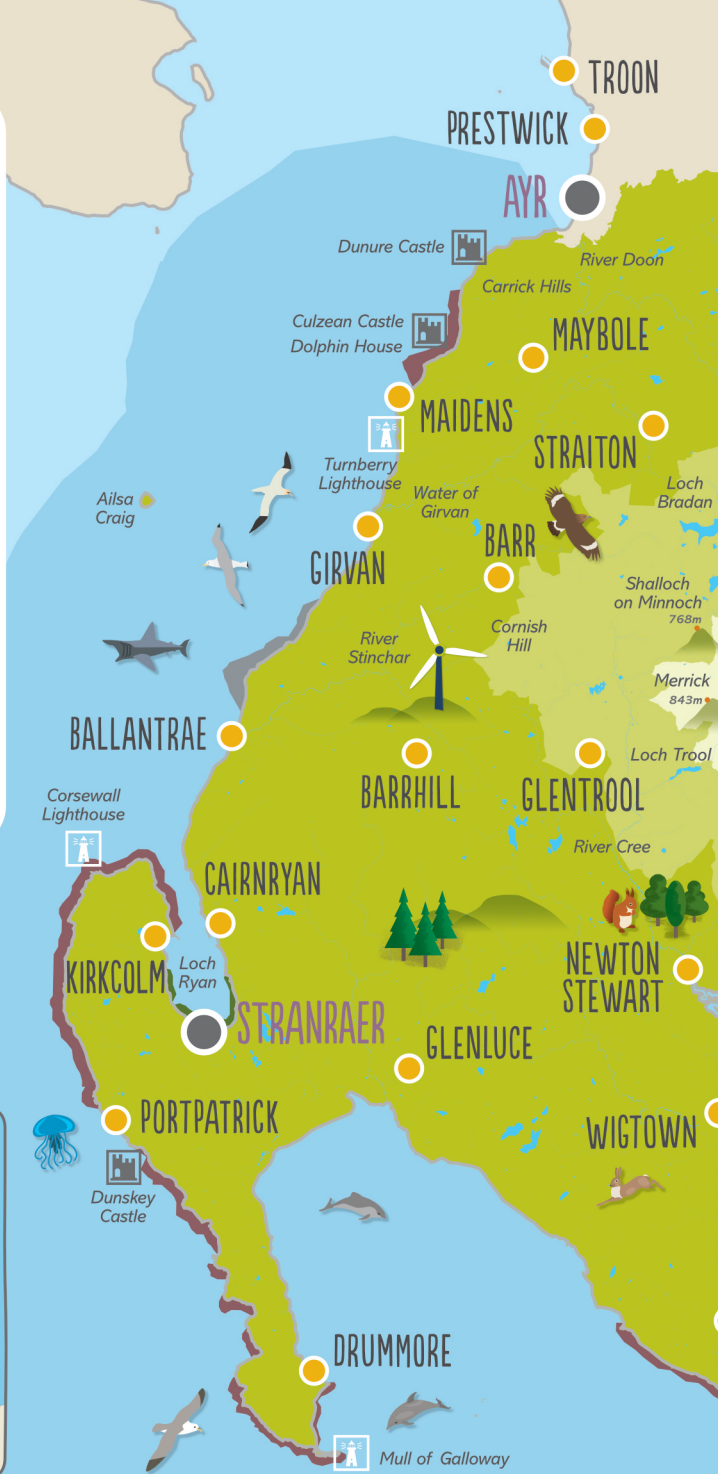 TROON
PRESTWICK
AYR
Dunure Castle
River Doon
Carrick Hills
Culzean Castle
Dolphin House
MAYBOLE
MAIDENS
STRAITON
Turnberry
Lighthouse
Water of
Girvan
Loch
Bradan
Ailsa
Craig
GIRVAN
BARR
Shalloch
on Minnoch
768m
River
Stinchar
Cornish
Hill
Merrick
843m
BALLANTRAE
BARRHILL
GLENTROOL
Loch Trool
Corsewall
Lighthouse
River Cree
CAIRNRYAN
KIRKCOLM
Loch
Ryan
NEWTON
STEWART
STRANRAER
GLENLUCE
PORTPATRICK
WIGTOWN
Dunskey
Castle
DRUMMORE
Mull of Galloway